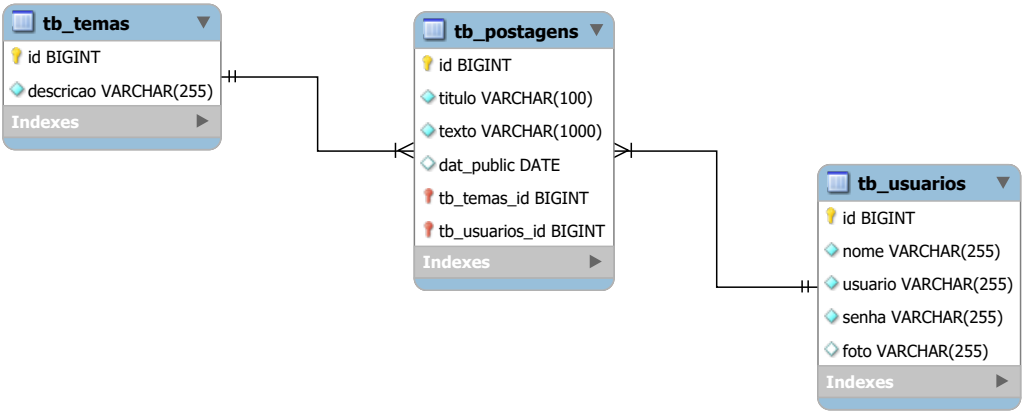 tb_temas
id BIGINT
descricao VARCHAR(255)
Indexes
tb_postagens
id BIGINT
titulo VARCHAR(100)
texto VARCHAR(1000)
dat_public DATE
tb_temas_id BIGINT
tb_usuarios_id BIGINT
Indexes
tb_usuarios
id BIGINT
nome VARCHAR(255)
usuario VARCHAR(255)
senha VARCHAR(255)
foto VARCHAR(255)
Indexes